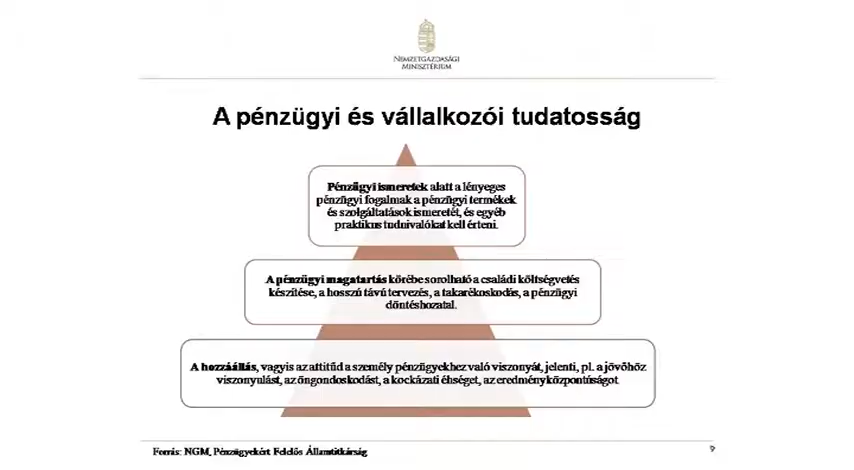 NEMZETGAZDASÁGI
MINISZTÉRIUM
A pénzügyi és vállalkozói tudatosság
Pénzügyi ismeretek alatt a lényeges
pénzügyi fogalmak a pénzügyi termékek
és szolgáltatások ismeretét, és egyéb
praktikus tudnivalókat kell érteni.
A pénzügyi magatartás körébe sorolható a családi költségvetés
készítése, a hosszú távú tervezés, a takarékoskodás, a pénzügyi
döntéshozatal.
A hozzáállás, vagyis az attitűd a személy pénzügyekhez való viszonyát, jelenti, pl. a jövőhöz
viszonyulást, az öngondoskodást, a kockázati éhséget, az eredményközpontúságot
Forrás: NGM, Pénzügyekért Felelős Államtitkárság
9